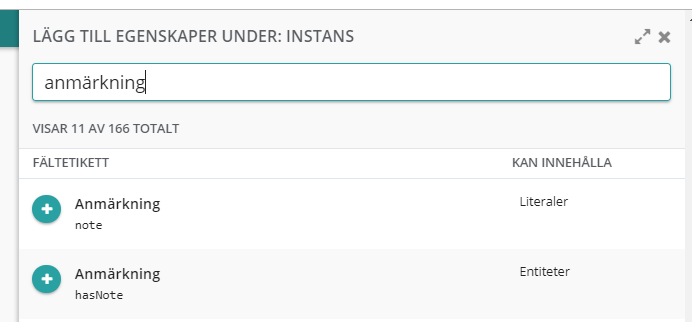 LÄGG TILL EGENSKAPER UNDER: INSTANS
anmärkning
VISAR 11 AV 166 TOTALT
FÄLTETIKETT KAN INNEHÅLLA
Anmärkning Literaler
note
Anmärkning Entiteter
hasNote